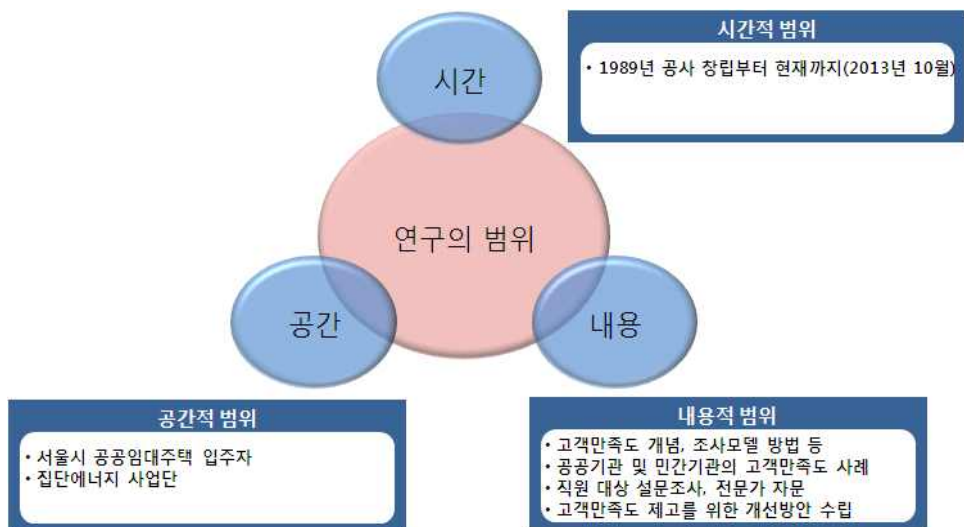 시간적 범위
• 1989년 공사 창립부터 현재까지(2013년 10월)
시간
연구의 범위
공간
내용
공간적 범위
• 서울시 공공임대주택 입주자
• 집단에너지 사업단
내용적 범위
• 고객만족도 개념, 조사모델 방법 등
• 공공기관 및 민간기관의 고객만족도 사례
• 직원 대상 설문조사, 전문가 자문
• 고객만족도 제고를 위한 개선방안 수립